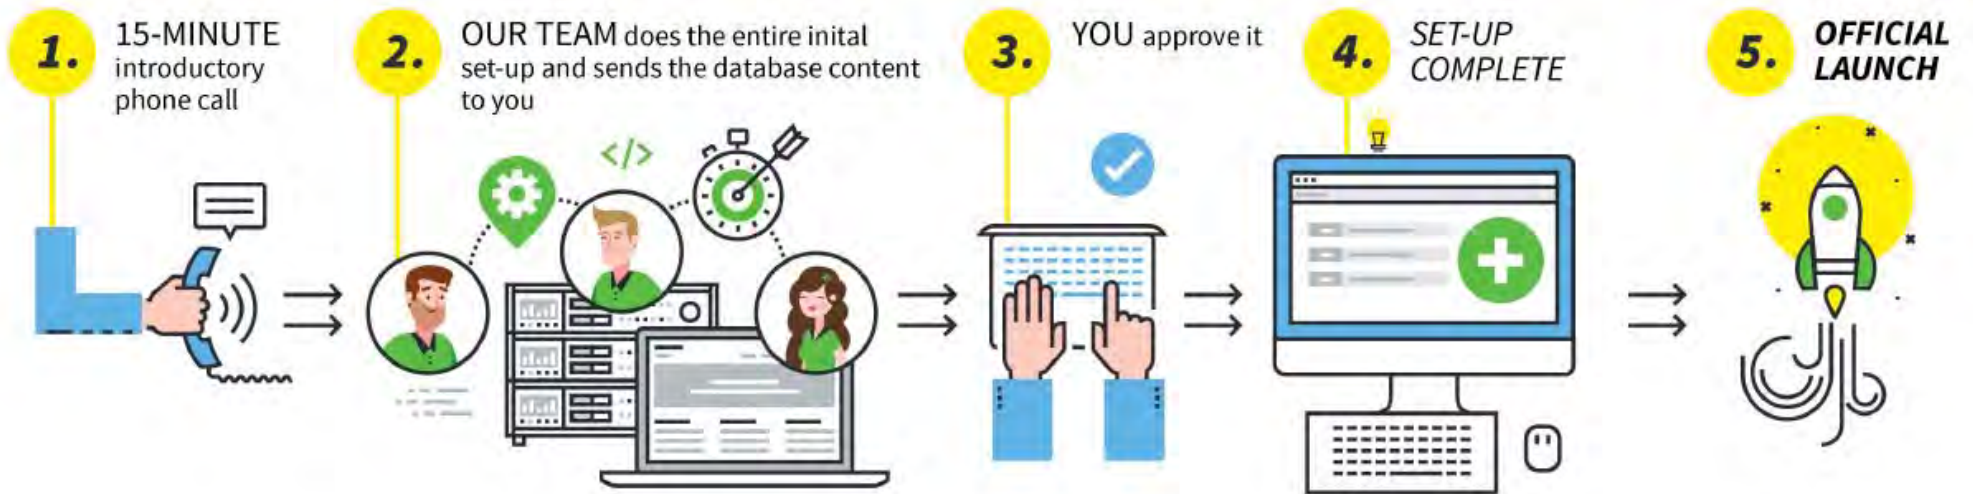 1.
15-MINUTE
introductory
phone call
2.
OUR TEAM does the entire inital
set-up and sends the database content
to you
</>
3.
YOU approve it
4.
SET-UP
COMPLETE
5.
OFFICIAL
LAUNCH